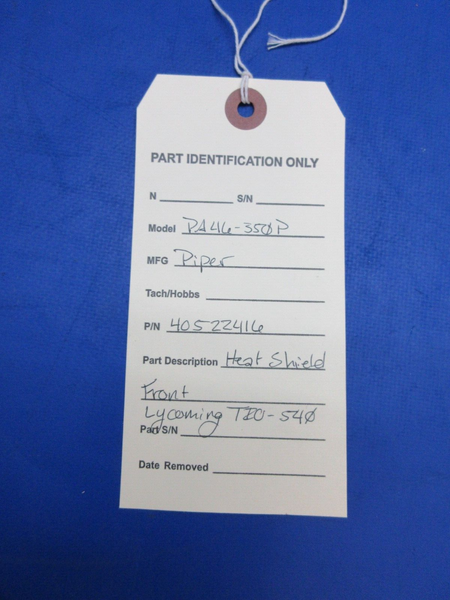 PART IDENTIFICATION ONLY
N S/N
Model PA46-350P
MFG Piper
Tach/Hobbs
P/N 40522416
Part Description Heat Shield
Front
Lycoming TIO-540
Part S/N
Date Removed